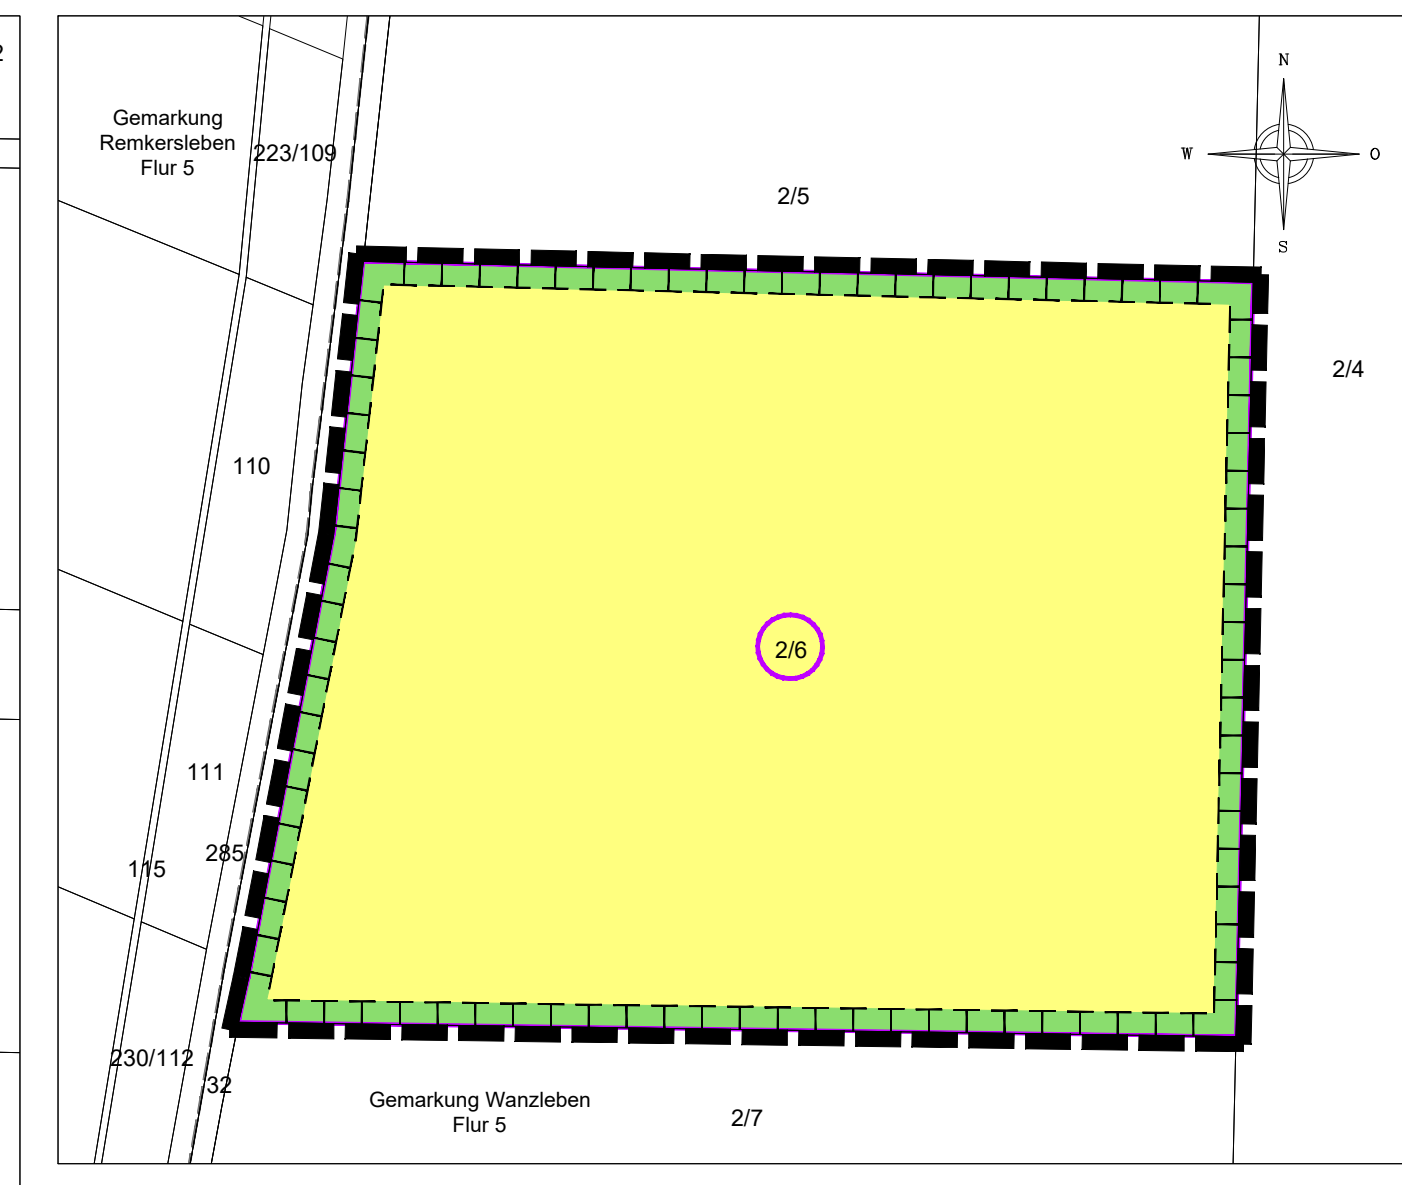 2
N
Gemarkung
Remkersleben
Flur 5
223/109
W
O
2/5
S
2/4
110
2/6
111
285
115
230/112
32
Gemarkung Wanzleben
Flur 5
2/7